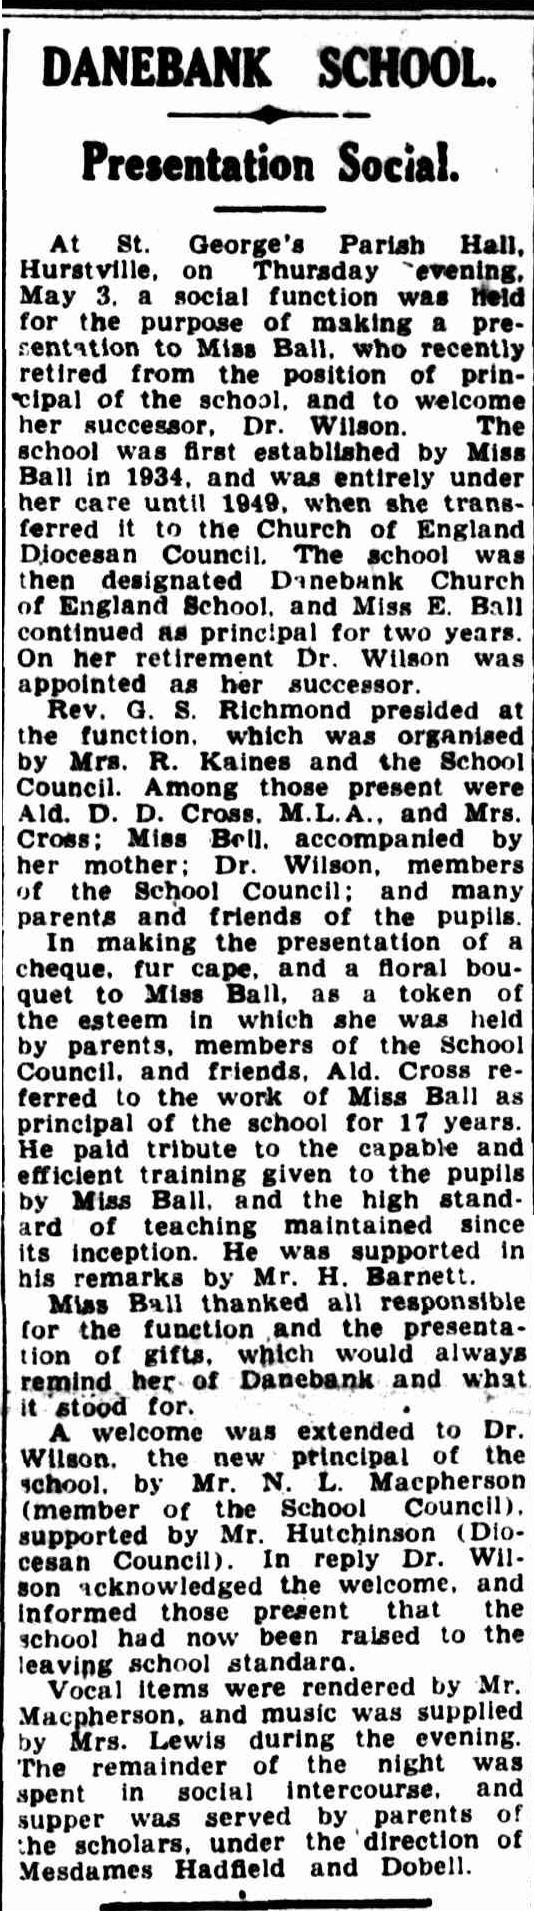 DANEBANK SCHOOL.
Presentation Social.
At St. George's Parish Hall,
Hurstville, on Thursday evening,
May 3, a social function was held
for the purpose of making a pre-
sentation to Miss Ball, who recently
retired from the position of prin-
cipal of the school, and to welcome
her successor, Dr. Wilson. The
school was first established by Miss
Ball in 1934, and was entirely under
her care until 1949, when she trans-
ferred it to the Church of England
Diocesan Council. The school was
then designated Danebank Church
of England School, and Miss E. Ball
continued as principal for two years.
On her retirement Dr. Wilson was
appointed as her successor.
Rev. G. S. Richmond presided at
the function, which was organised
by Mrs. R. Kaines and the School
Council. Among those present were
Ald. D. D. Cross, M.L.A., and Mrs.
Cross; Miss Bell, accompanied by
her mother; Dr. Wilson, members
of the School Council; and many
parents and friends of the pupils.
In making the presentation of a
cheque, fur cape, and a floral bou-
quet to Miss Ball, as a token of
the esteem in which she was held
by parents, members of the School
Council, and friends, Ald. Cross re-
ferred to the work of Miss Ball as
principal of the school for 17 years.
He paid tribute to the capable and
efficient training given to the pupils
by Miss Ball, and the high stand-
ard of teaching maintained since
its inception. He was supported in
his remarks by Mr. H. Barnett.
Miss Ball thanked all responsible
for the function and the presenta-
tion of gifts, which would always
remind her of Danebank and what
it stood for.
A welcome was extended to Dr.
Wilson, the new principal of the
school, by Mr. N. L. Macpherson
(member of the School Council),
supported by Mr. Hutchinson (Dio-
cesan Council). In reply Dr. Wil-
son acknowledged the welcome, and
informed those present that the
school had now been raised to the
leaving school standard.
Vocal items were rendered by Mr.
Macpherson, and music was supplied
by Mrs. Lewis during the evening.
The remainder of the night was
spent in social intercourse, and
supper was served by parents of
the scholars, under the direction of
Mesdames Hadfield and Dobell.